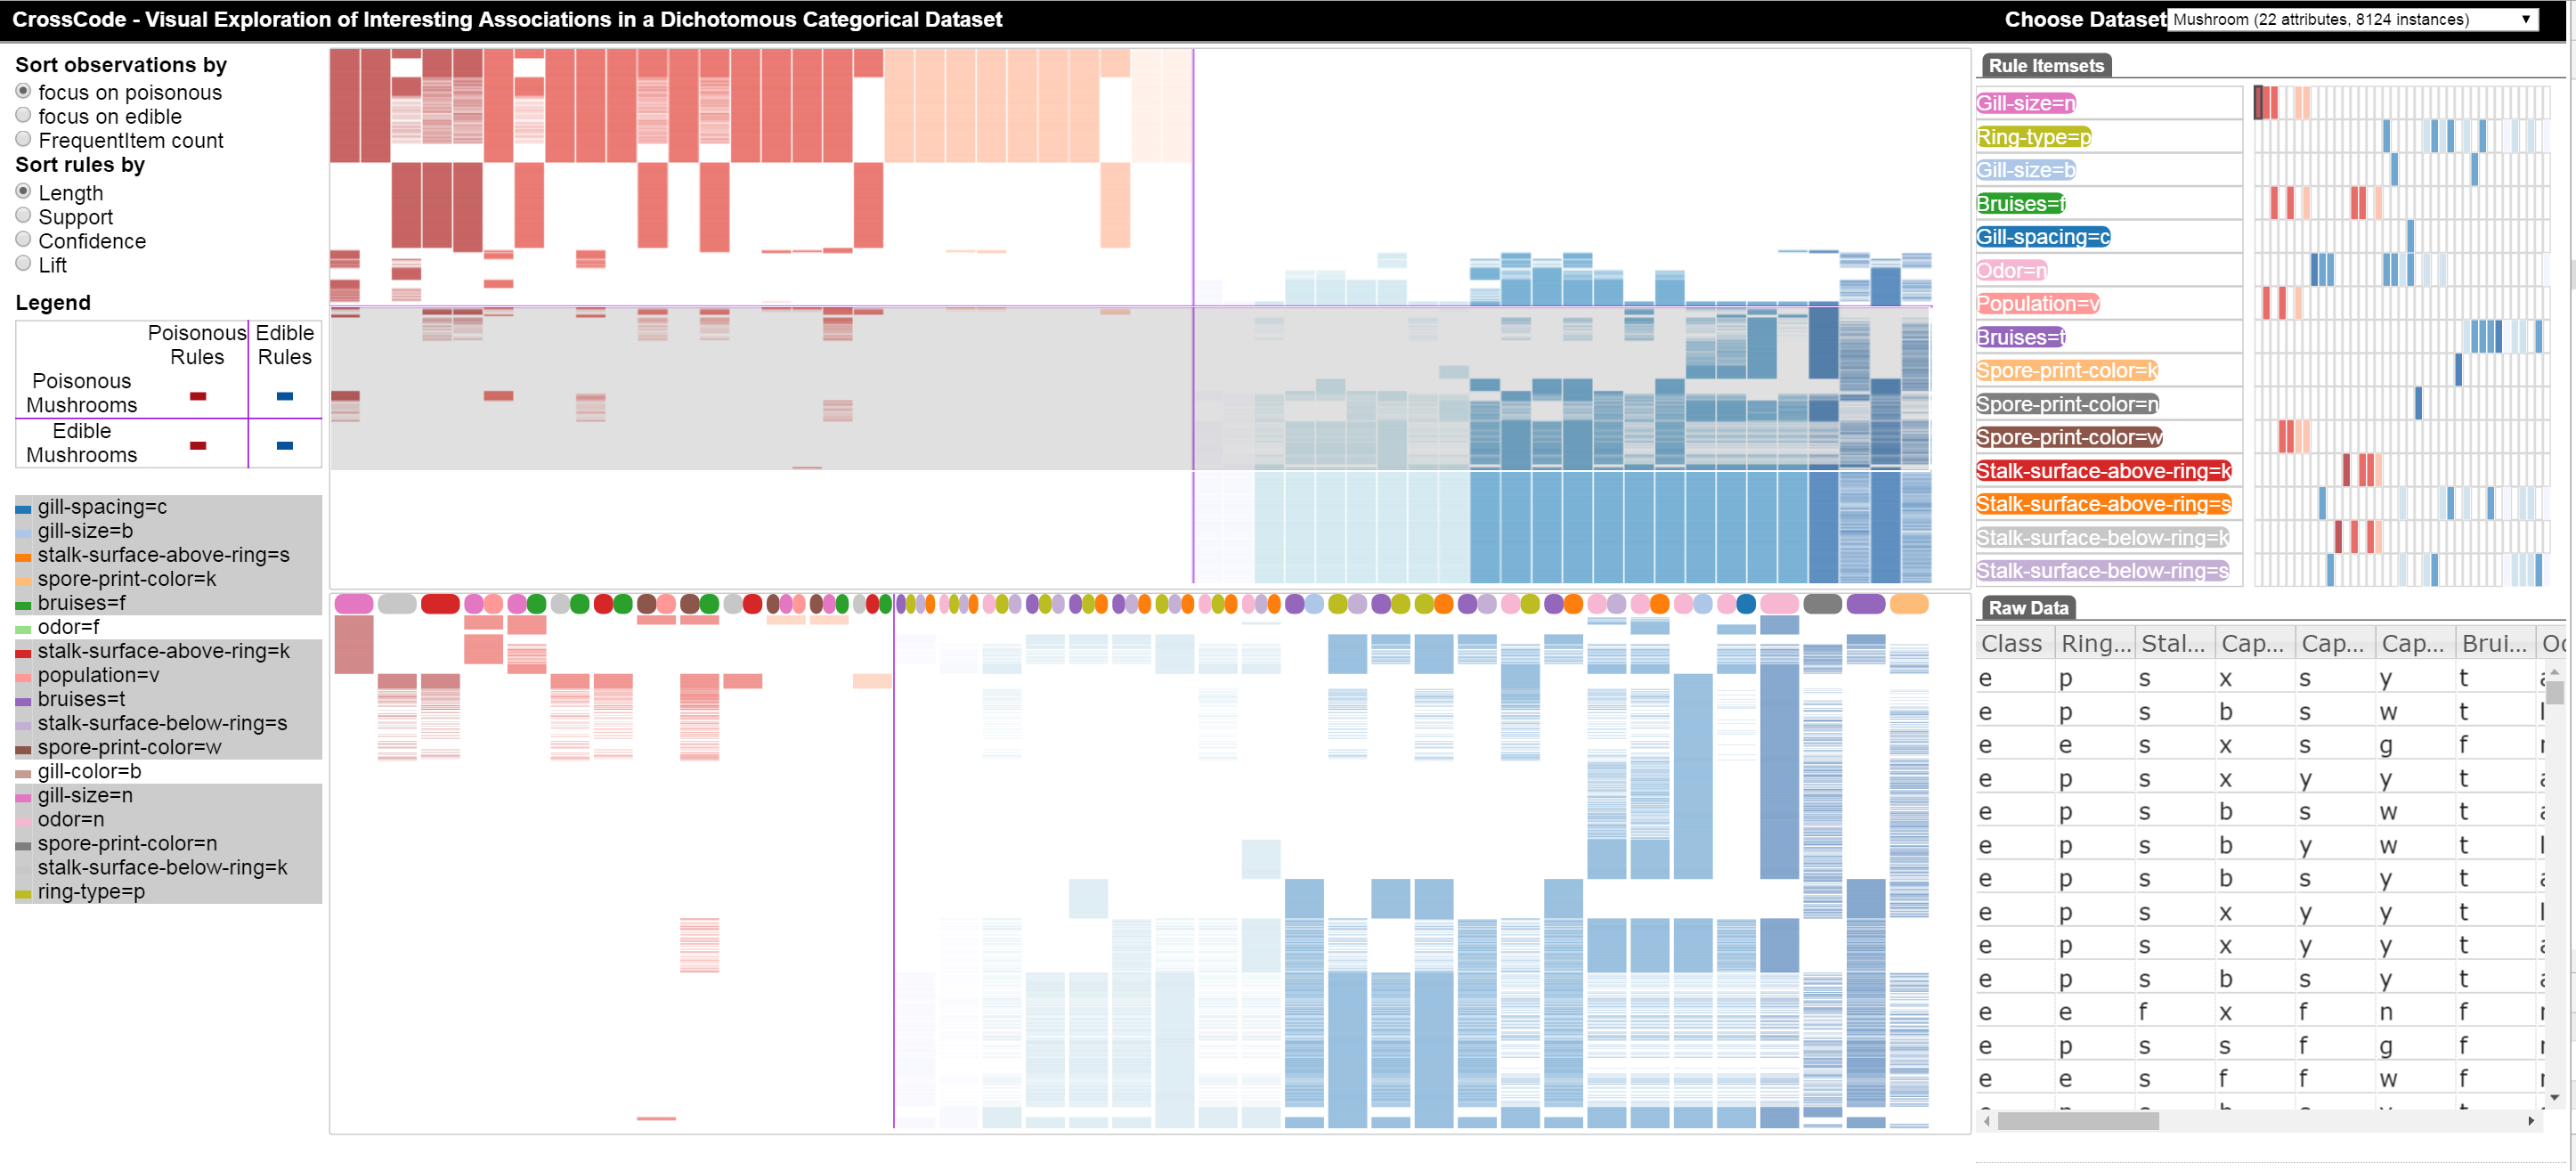 CrossCode - Visual Exploration of Interesting Associations in a Dichotomous Categorical Dataset
Choose Dataset Mushroom (22 attributes, 8124 instances)
Sort observations by
focus on poisonous
focus on edible
FrequentItem count
Sort rules by
Length
Support
Confidence
Lift
Legend
Poisonous Rules
Edible Rules
Poisonous Mushrooms
Edible Mushrooms
gill-spacing=c
gill-size=b
stalk-surface-above-ring=s
spore-print-color=k
bruises=f
odor=f
stalk-surface-above-ring=k
population=v
bruises=t
stalk-surface-below-ring=s
spore-print-color=w
gill-color=b
gill-size=n
odor=n
spore-print-color=n
stalk-surface-below-ring=k
ring-type=p
Rule Itemsets
Gill-size=n
Ring-type=p
Gill-size=b
Bruises=f
Gill-spacing=c
Odor=n
Population=v
Bruises=t
Spore-print-color=k
Spore-print-color=n
Spore-print-color=w
Stalk-surface-above-ring=k
Stalk-surface-above-ring=s
Stalk-surface-below-ring=k
Stalk-surface-below-ring=s
Raw Data
Class Ring... Stal... Cap... Cap... Cap... Brui...
e p s x s y t
e p s b s w t
e e s x s g f
e p s x y y t
e p s b s w t
e p s b y w t
e p s b s y t
e p s x y y t
e p s x y y t
e p s b s y t
e e f x f n f
e p s s f g f
e e s f f w f